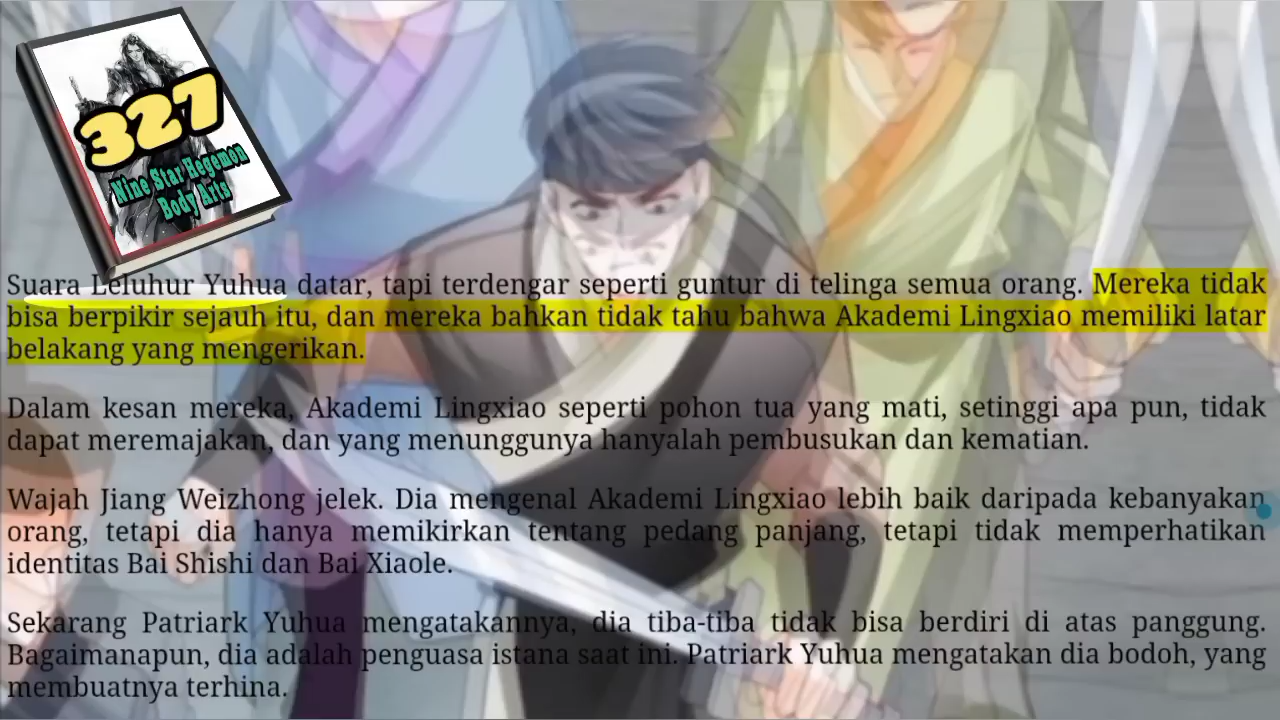 327
Nine Star Hegemon
Body Arts
Suara Leluhur Yuhua datar, tapi terdengar seperti guntur di telinga semua orang. Mereka tidak
bisa berpikir sejauh itu, dan mereka bahkan tidak tahu bahwa Akademi Lingxiao memiliki latar
belakang yang mengerikan.
Dalam kesan mereka, Akademi Lingxiao seperti pohon tua yang mati, setinggi apa pun, tidak
dapat meremajakan, dan yang menunggunya hanyalah pembusukan dan kematian.
Wajah Jiang Weizhong jelek. Dia mengenal Akademi Lingxiao lebih baik daripada kebanyakan
orang, tetapi dia hanya memikirkan tentang pedang panjang, tetapi tidak memperhatikan
identitas Bai Shishi dan Bai Xiaole.
Sekarang Patriark Yuhua mengatakannya, dia tiba-tiba tidak bisa berdiri di atas panggung.
Bagaimanapun, dia adalah penguasa istana saat ini. Patriark Yuhua mengatakan dia bodoh, yang
membuatnya terhina.